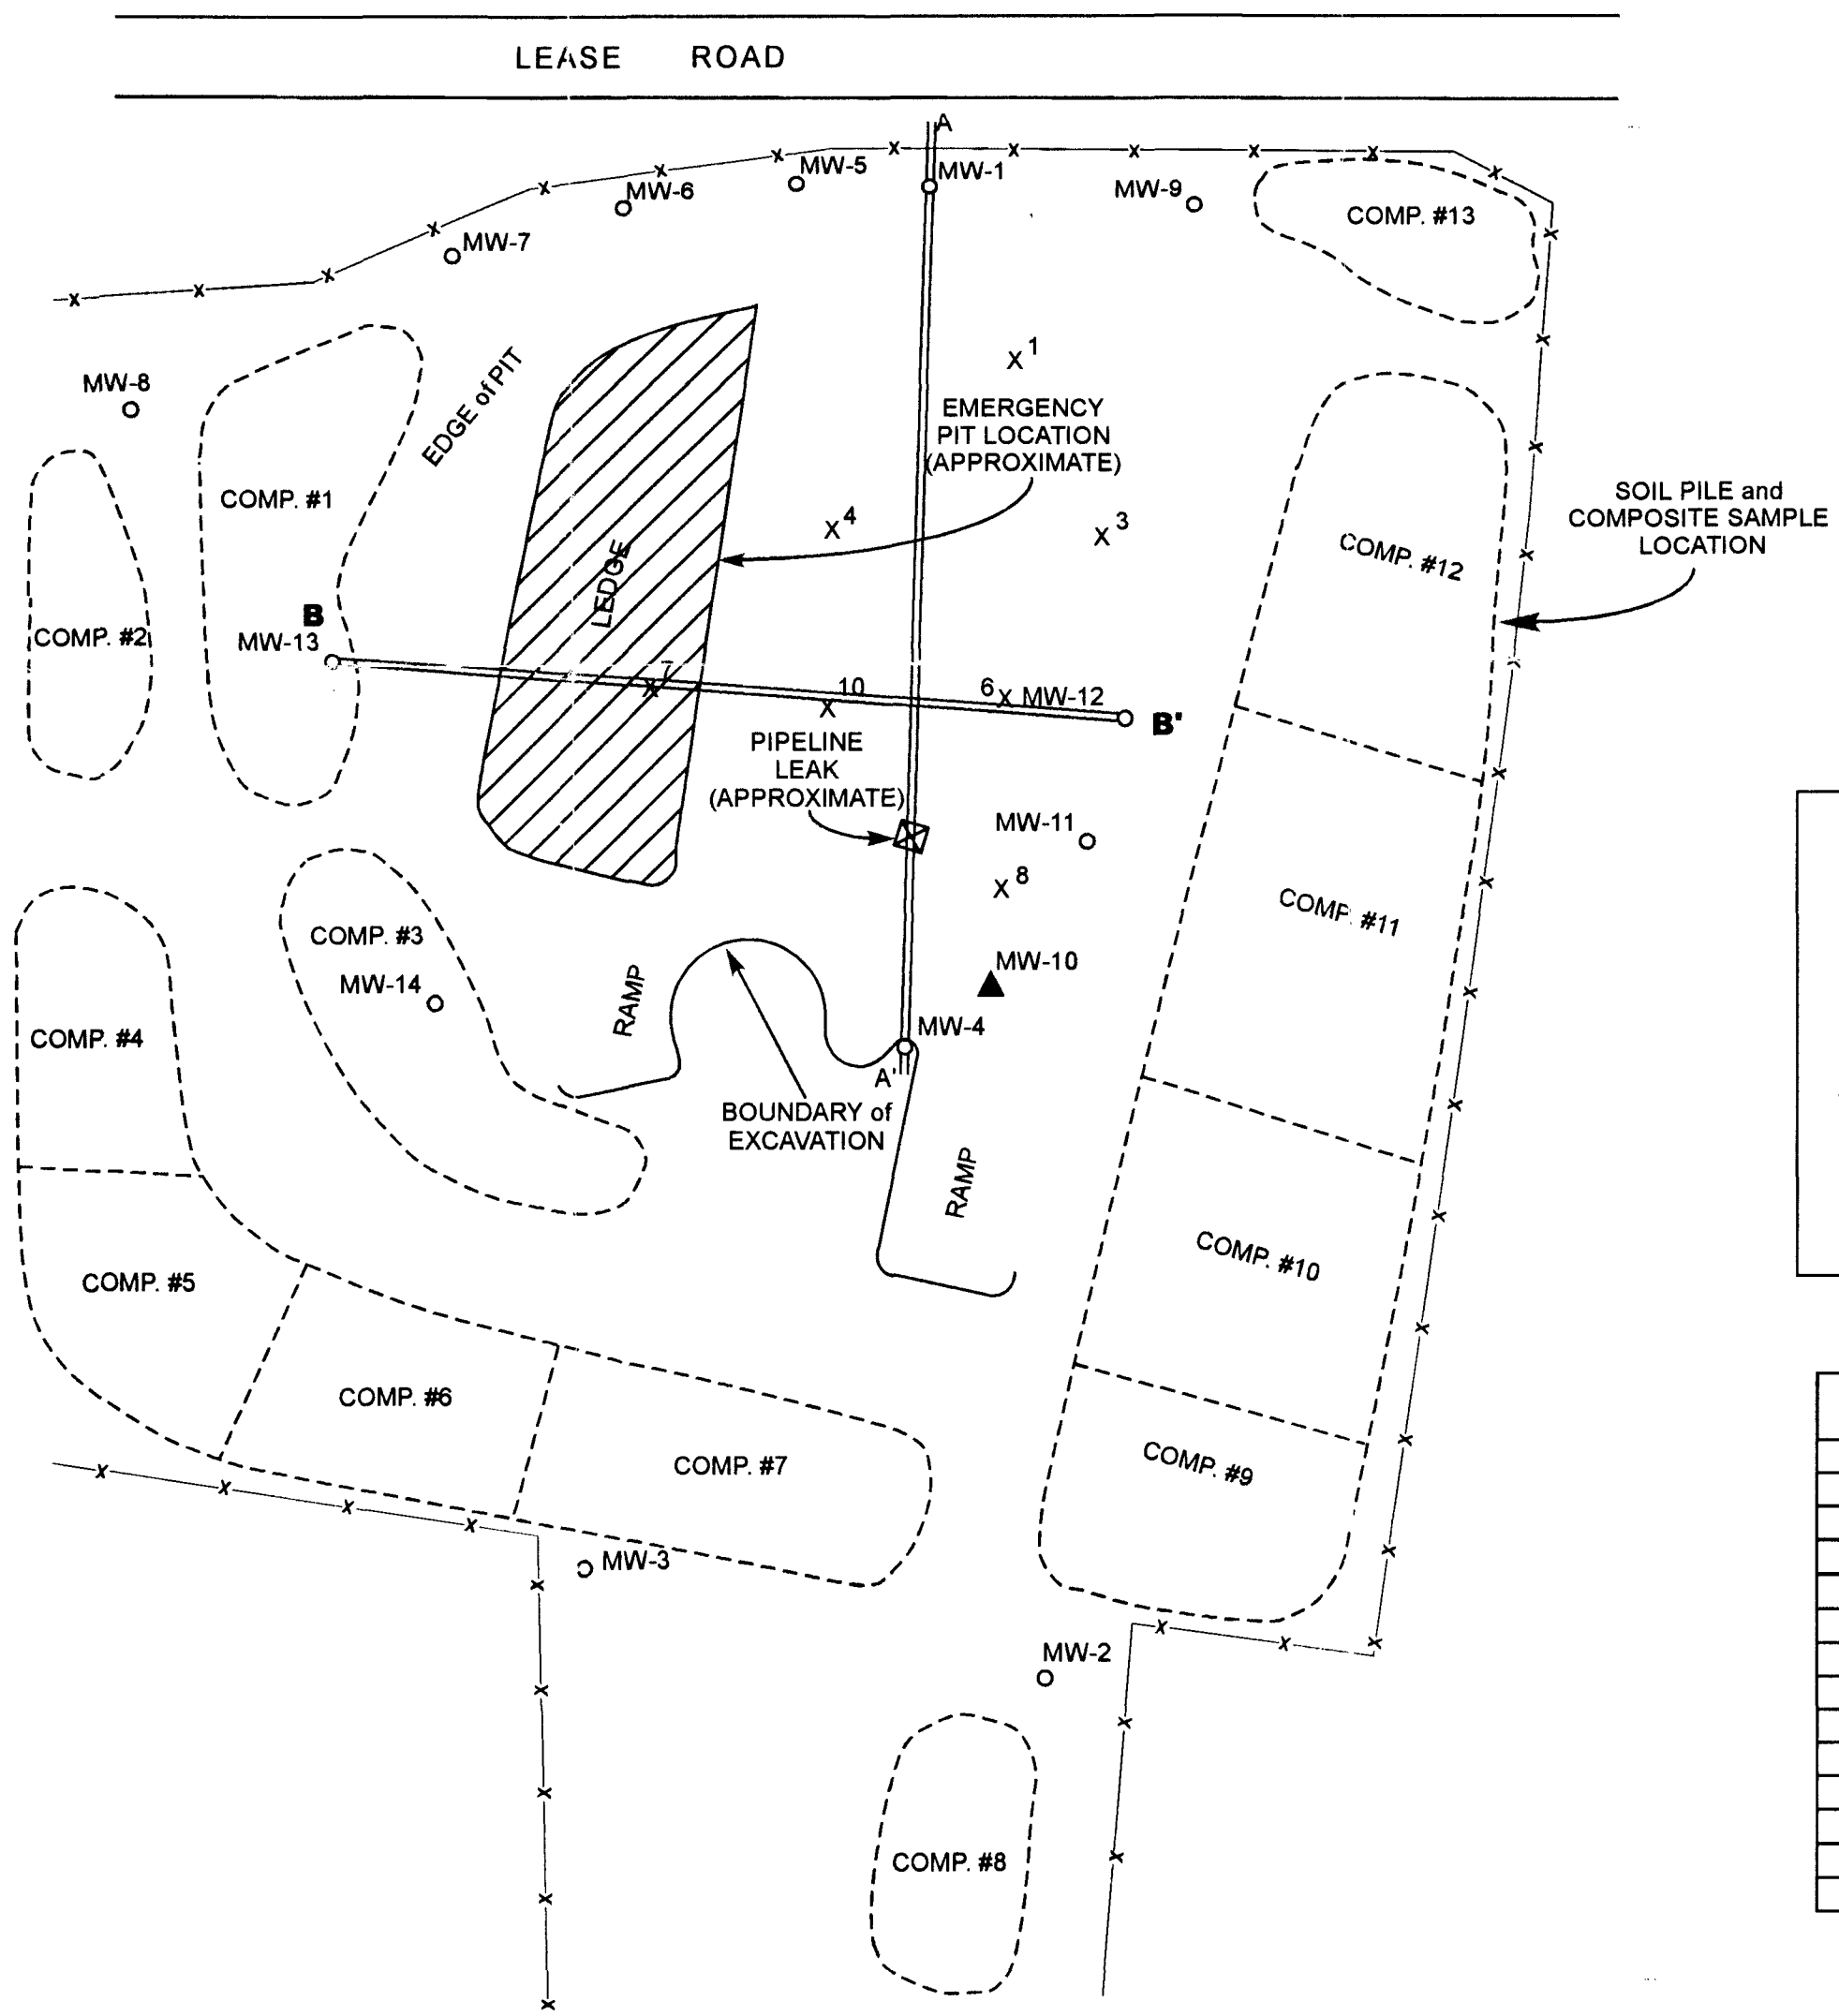 LEASE ROAD
A
MW-5
MW-1
MW-6
MW-9
MW-7
COMP. #13
X 1
MW-8
EDGE of PIT
EMERGENCY
PIT LOCATION
(APPROXIMATE)
COMP. #1
SOIL PILE and
COMPOSITE SAMPLE
LOCATION
X 4
X 3
COMP. #12
LEDGE
B
COMP. #2
MW-13
X 7
X 10
6 X
MW-12
B'
PIPELINE
LEAK
(APPROXIMATE)
MW-11
X 8
COMP. #11
COMP. #3
MW-14
RAMP
MW-10
COMP. #4
MW-4
A'
BOUNDARY of
EXCAVATION
RAMP
COMP. #10
COMP. #5
COMP. #6
COMP. #7
COMP. #9
MW-3
MW-2
COMP. #8